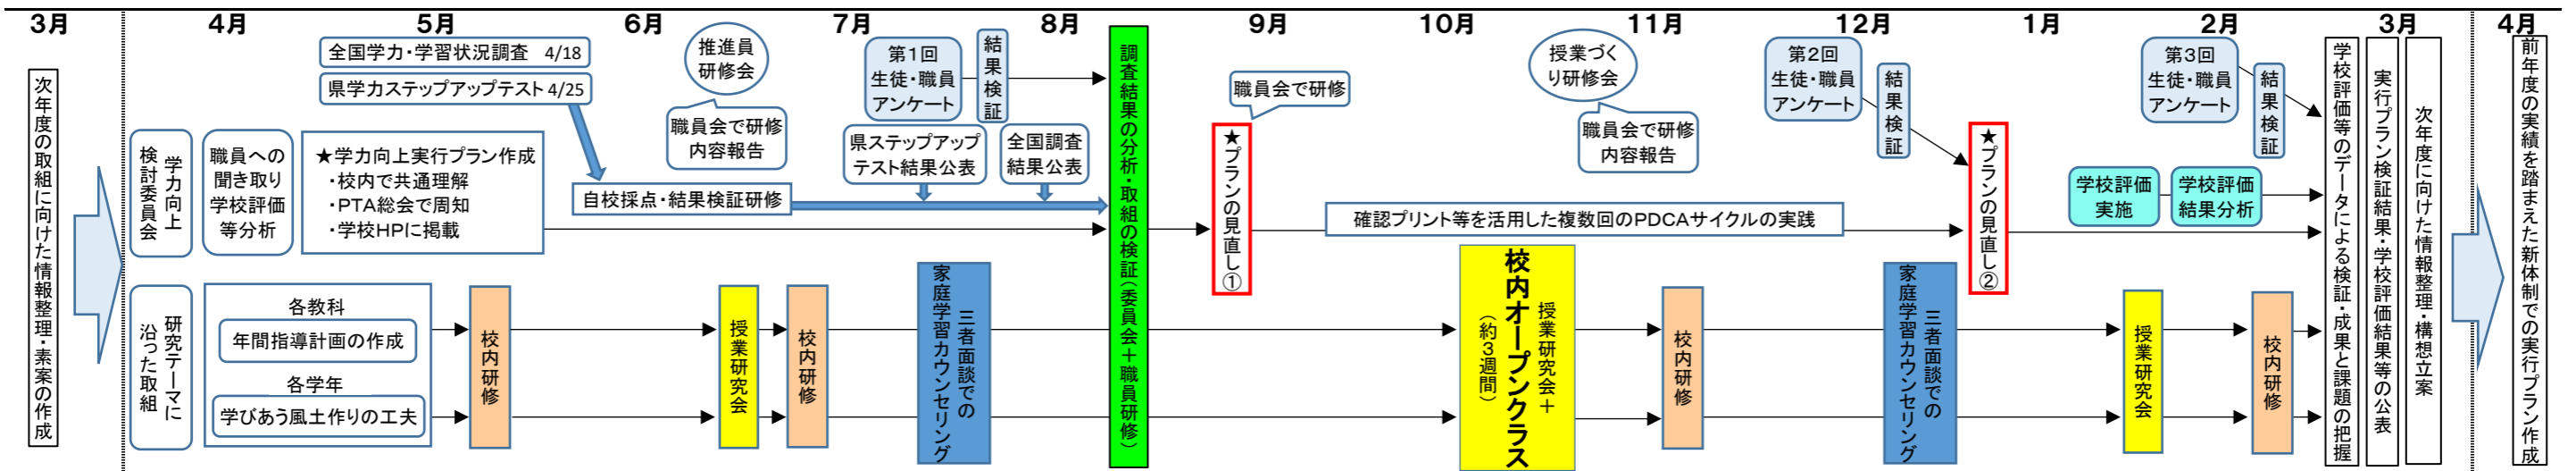 3月
4月
5月
6月
7月
8月
9月
10月
11月
12月
1月
2月
3月
4月
次年度の取組に向けた情報整理・素案の作成
学力向上
検討委員会
職員への
聞き取り
学校評価
等分析
全国学力・学習状況調査 4/18
県学力ステップアップテスト 4/25
★学力向上実行プラン作成
・校内で共通理解
・PTA総会で周知
・学校HPに掲載
自校採点・結果検証研修
推進員
研修会
職員会で研修
内容報告
第1回
生徒・職員
アンケート
結果検証
県ステップアップ
テスト結果公表
全国調査
結果公表
調査結果の分析・取組の検証(委員会+職員研修)
職員会で研修
★プランの見直し①
確認プリント等を活用した複数回のPDCAサイクルの実践
授業づく
り研修会
職員会で研修
内容報告
第2回
生徒・職員
アンケート
結果検証
★プランの見直し②
学校評価
実施
学校評価
結果分析
第3回
生徒・職員
アンケート
結果検証
研究テーマに
沿った取組
各教科
年間指導計画の作成
各学年
学びあう風土作りの工夫
校内研修
授業研究会
校内研修
三者面談での
家庭学習カウンセリング
授業研究会+
校内オープンクラス
(約3週間)
校内研修
三者面談での
家庭学習カウンセリング
授業研究会
校内研修
学校評価等のデータによる検証・成果と課題の把握
実行プラン検証結果・学校評価結果等の公表
次年度に向けた情報整理・構想立案
前年度の実績を踏まえた新体制での実行プラン作成